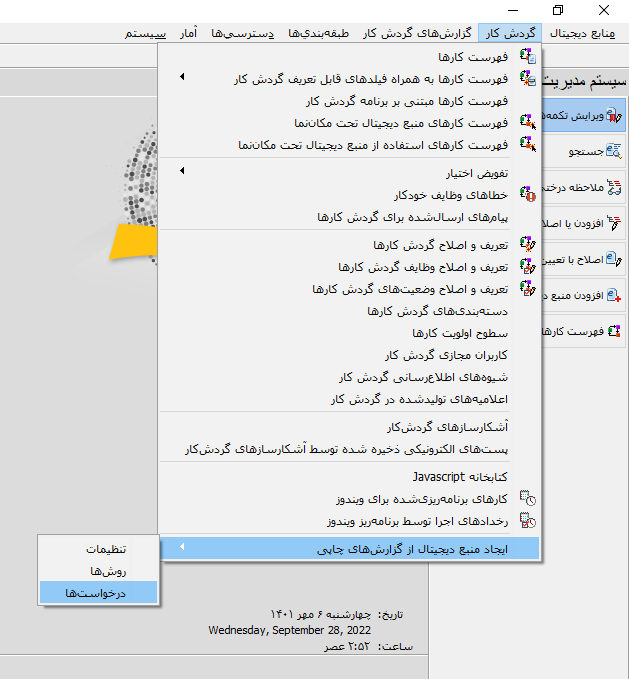 منابع دیجیتال گردش کار گزارش‌های گردش کار طبقه‌بندی‌ها دسترسی‌ها آمار سیستم
فهرست کارها
فهرست کارها به همراه فیلدهای قابل تعریف گردش کار
فهرست کارها مبتنی بر برنامه گردش کار
فهرست کارهای منبع دیجیتال تحت مکان‌نما
فهرست کارهای استفاده از منبع دیجیتال تحت مکان‌نما
تفویض اختیار
خطاهای وظایف خودکار
پیام‌های ارسال‌شده برای گردش کارها
تعریف و اصلاح گردش کارها
تعریف و اصلاح وظایف گردش کارها
تعریف و اصلاح وضعیت‌های گردش کارها
دسته‌بندی‌های گردش کارها
سطوح اولویت کارها
کاربران مجازی گردش کار
شیوه‌های اطلاع‌رسانی گردش کار
اعلامیه‌های تولیدشده در گردش کار
آشکارسازهای گردش‌کار
پست‌های الکترونیکی ذخیره شده توسط آشکارسازهای گردش‌کار
کتابخانه Javascript
کارهای برنامه‌ریزی‌شده برای ویندوز
رخدادهای اجرا توسط برنامه‌ریز ویندوز
ایجاد منبع دیجیتال از گزارش‌های چاپی
تنظیمات
روش‌ها
درخواست‌ها
سیستم مدیریت
ویرایش تکمه‌
جستجو
ملاحظه درختی
افزودن یا اصلا
اصلاح با تعیین
افزودن منبع د
فهرست کارها
تاریخ: چهارشنبه ۶ مهر ۱۴۰۱
Wednesday, September 28, 2022
ساعت: ۲:۵۲ عصر